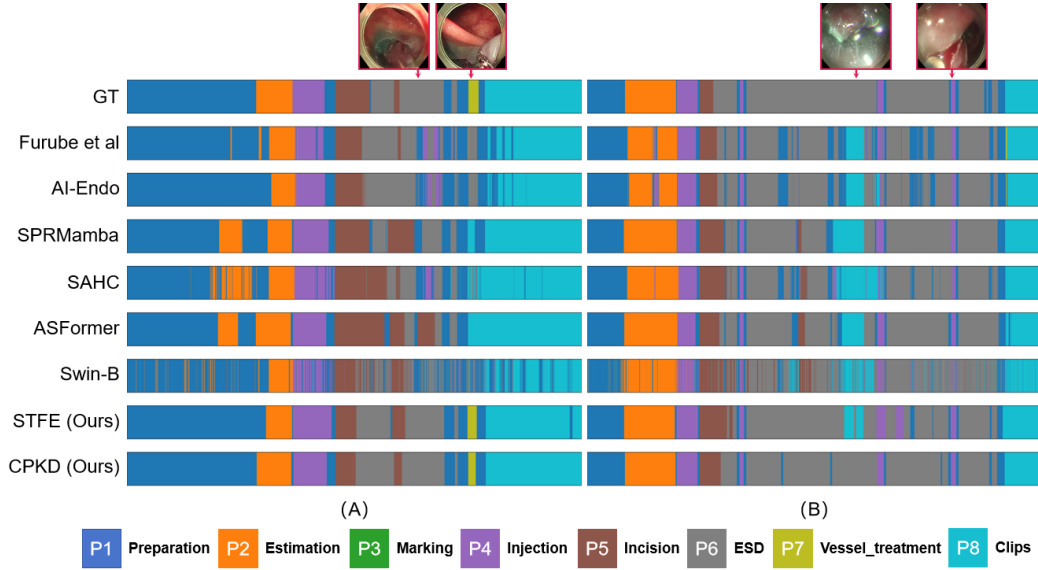 GT
Furube et al
AI-Endo
SPRMamba
SAHC
ASFormer
Swin-B
STFE (Ours)
CPKD (Ours)
(A) (B)
P1 Preparation P2 Estimation P3 Marking P4 Injection P5 Incision P6 ESD P7 Vessel_treatment P8 Clips